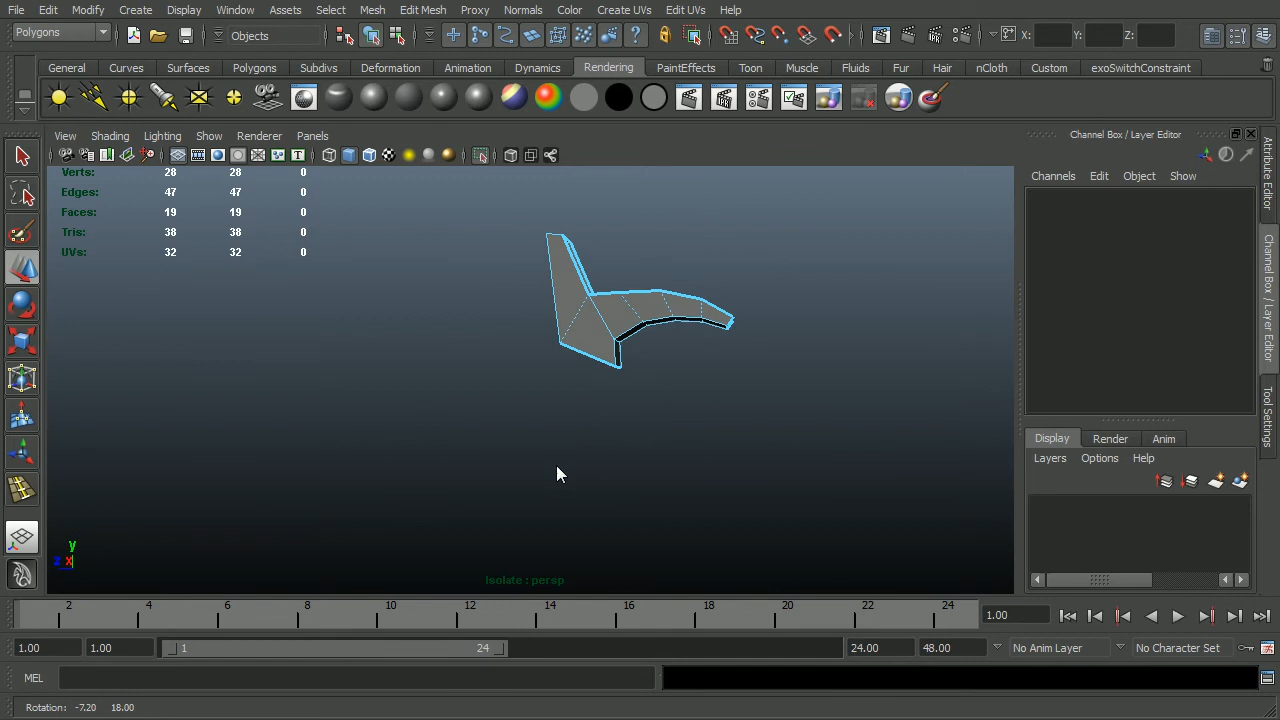 File Edit Modify Create Display Window Assets Select Mesh Edit Mesh Proxy Normals Color Create UVs Edit UVs Help
Polygons Objects X: Y: Z:
General Curves Surfaces Polygons Subdivs Deformation Animation Dynamics Rendering PaintEffects Toon Muscle Fluids Fur Hair nCloth Custom exoSwitchConstraint
View Shading Lighting Show Renderer Panels
Channel Box / Layer Editor
Channels Edit Object Show
Verts: 28 28 0
Edges: 47 47 0
Faces: 19 19 0
Tris: 38 38 0
UVs: 32 32 0
Attribute Editor
Channel Box / Layer Editor
Tool Settings
Display Render Anim
Layers Options Help
y
z x
Isolate : persp
2 4 6 8 10 12 14 16 18 20 22 24 1.00
1.00 1.00 1 24 24.00 48.00 No Anim Layer No Character Set
MEL
Rotation: -7.20 18.00